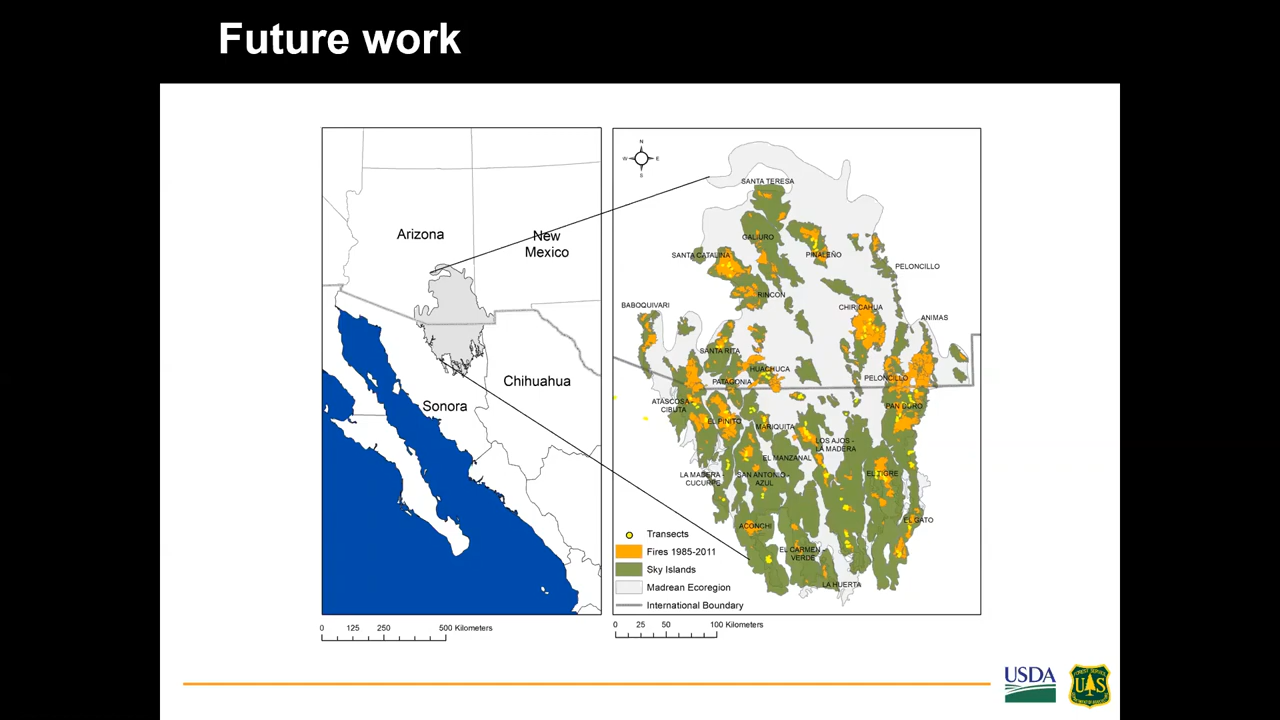 Future work
Arizona
New
Mexico
Chihuahua
Sonora
0 125 250 500 Kilometers
N
W E
S
SANTA TERESA
GALIURO
SANTA CATALINA
PINALEÑO
PELONCILLO
RINCON
BABOQUIVARI
CHIRICAHUA
ANIMAS
SANTA RITA
HUACHUCA
PATAGONIA
PELONCILLO
ATASCOSA-
CIBUTA
PAN DURO
EL PINITO
MARIQUITA
LOS AJOS -
LA MADERA
EL MANZANAL
LA MADERA -
CUCURPE
SAN ANTONIO -
AZUL
EL TIGRE
ACONCHI
EL GATO
EL CARMEN -
VERDE
LA HUERTA
Transects
Fires 1985-2011
Sky Islands
Madrean Ecoregion
International Boundary
0 25 50 100 Kilometers
USDA
FOREST SERVICE
U S